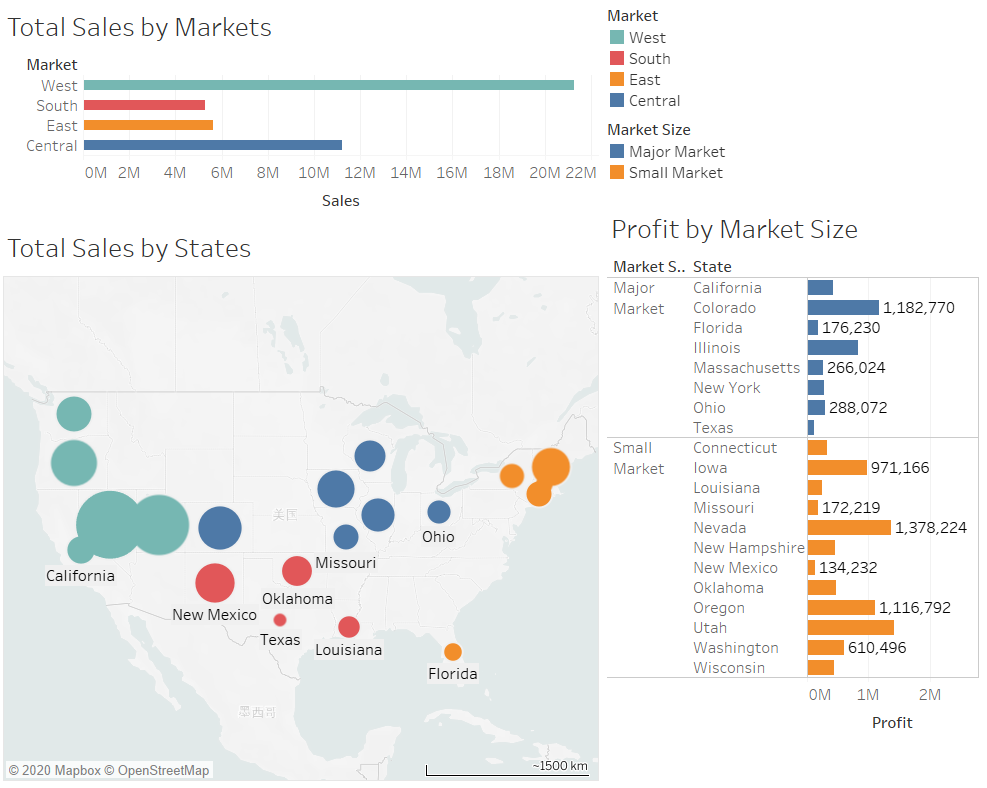 Total Sales by Markets
Market
West
South
East
Central
0M 2M 4M 6M 8M 10M 12M 14M 16M 18M 20M 22M
Sales
Market
West
South
East
Central
Market Size
Major Market
Small Market
Total Sales by States
美国
Missouri
Ohio
California
Oklahoma
New Mexico
Texas
Louisiana
Florida
墨西哥
© 2020 Mapbox © OpenStreetMap
~1500 km
Profit by Market Size
Market S.. State
Major Market
California
Colorado 1,182,770
Florida 176,230
Illinois
Massachusetts 266,024
New York
Ohio 288,072
Texas
Small Market
Connecticut
Iowa 971,166
Louisiana
Missouri 172,219
Nevada 1,378,224
New Hampshire
New Mexico 134,232
Oklahoma
Oregon 1,116,792
Utah
Washington 610,496
Wisconsin
0M 1M 2M
Profit